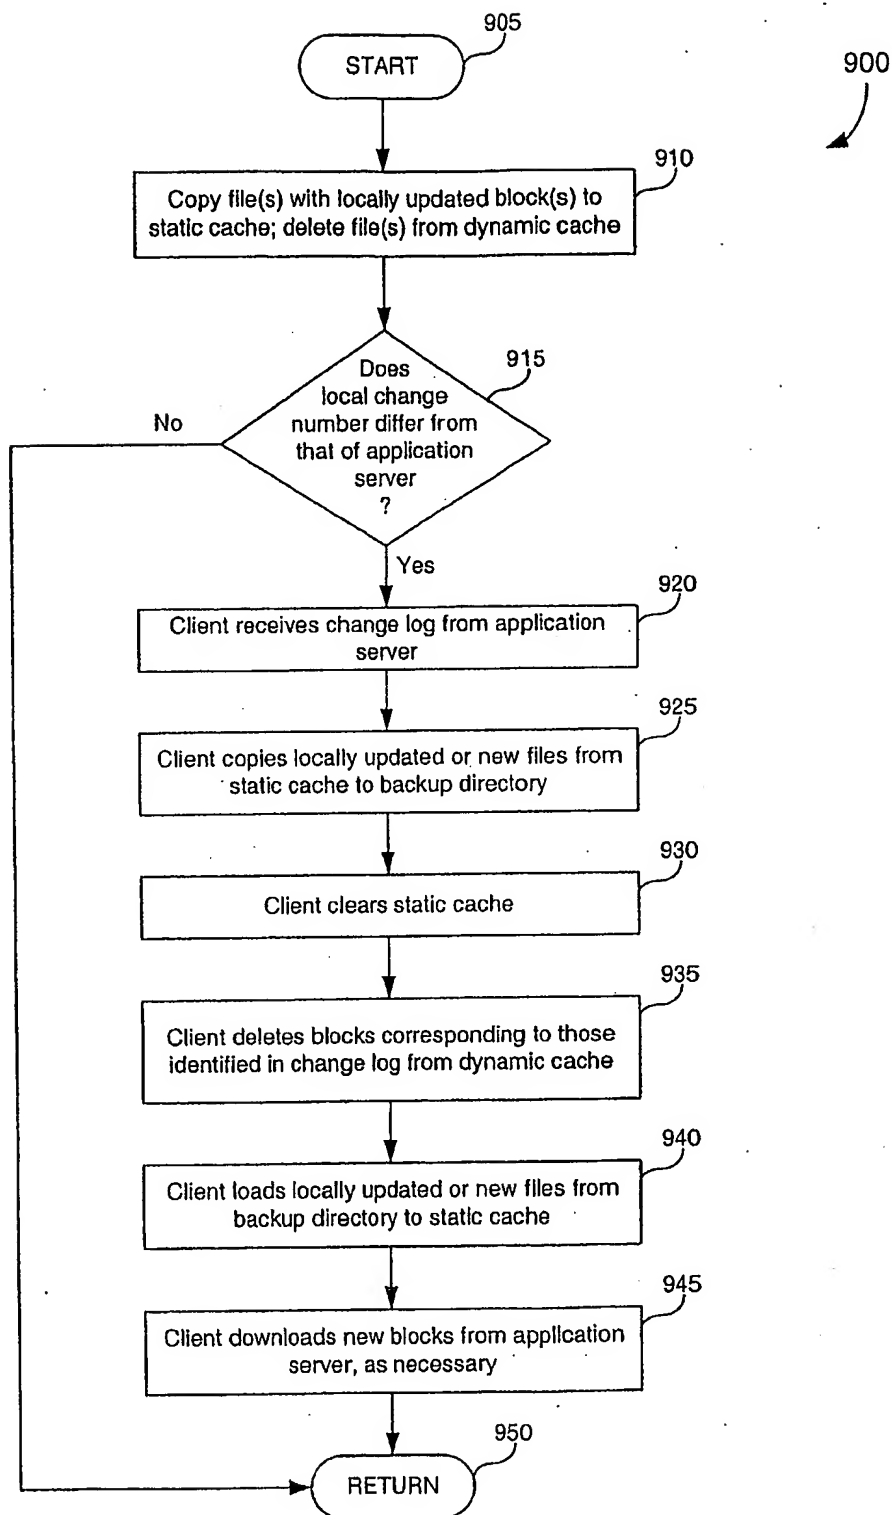 905
START
900
910
Copy file(s) with locally updated block(s) to
static cache; delete file(s) from dynamic cache
915
Does
local change
number differ from
that of application
server
?
No
Yes
920
Client receives change log from application
server
925
Client copies locally updated or new files from
static cache to backup directory
930
Client clears static cache
935
Client deletes blocks corresponding to those
identified in change log from dynamic cache
940
Client loads locally updated or new files from
backup directory to static cache
945
Client downloads new blocks from application
server, as necessary
950
RETURN